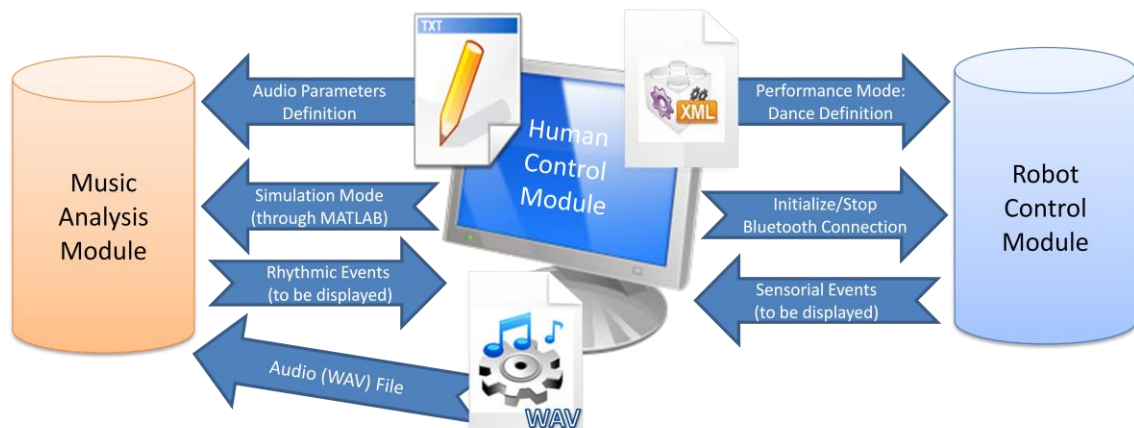 TXT
XML
Audio Parameters
Definition
Performance Mode:
Dance Definition
Human
Control
Module
Music
Analysis
Module
Simulation Mode
(through MATLAB)
Initialize/Stop
Bluetooth Connection
Robot
Control
Module
Rhythmic Events
(to be displayed)
Sensorial Events
(to be displayed)
Audio (WAV) File
WAV